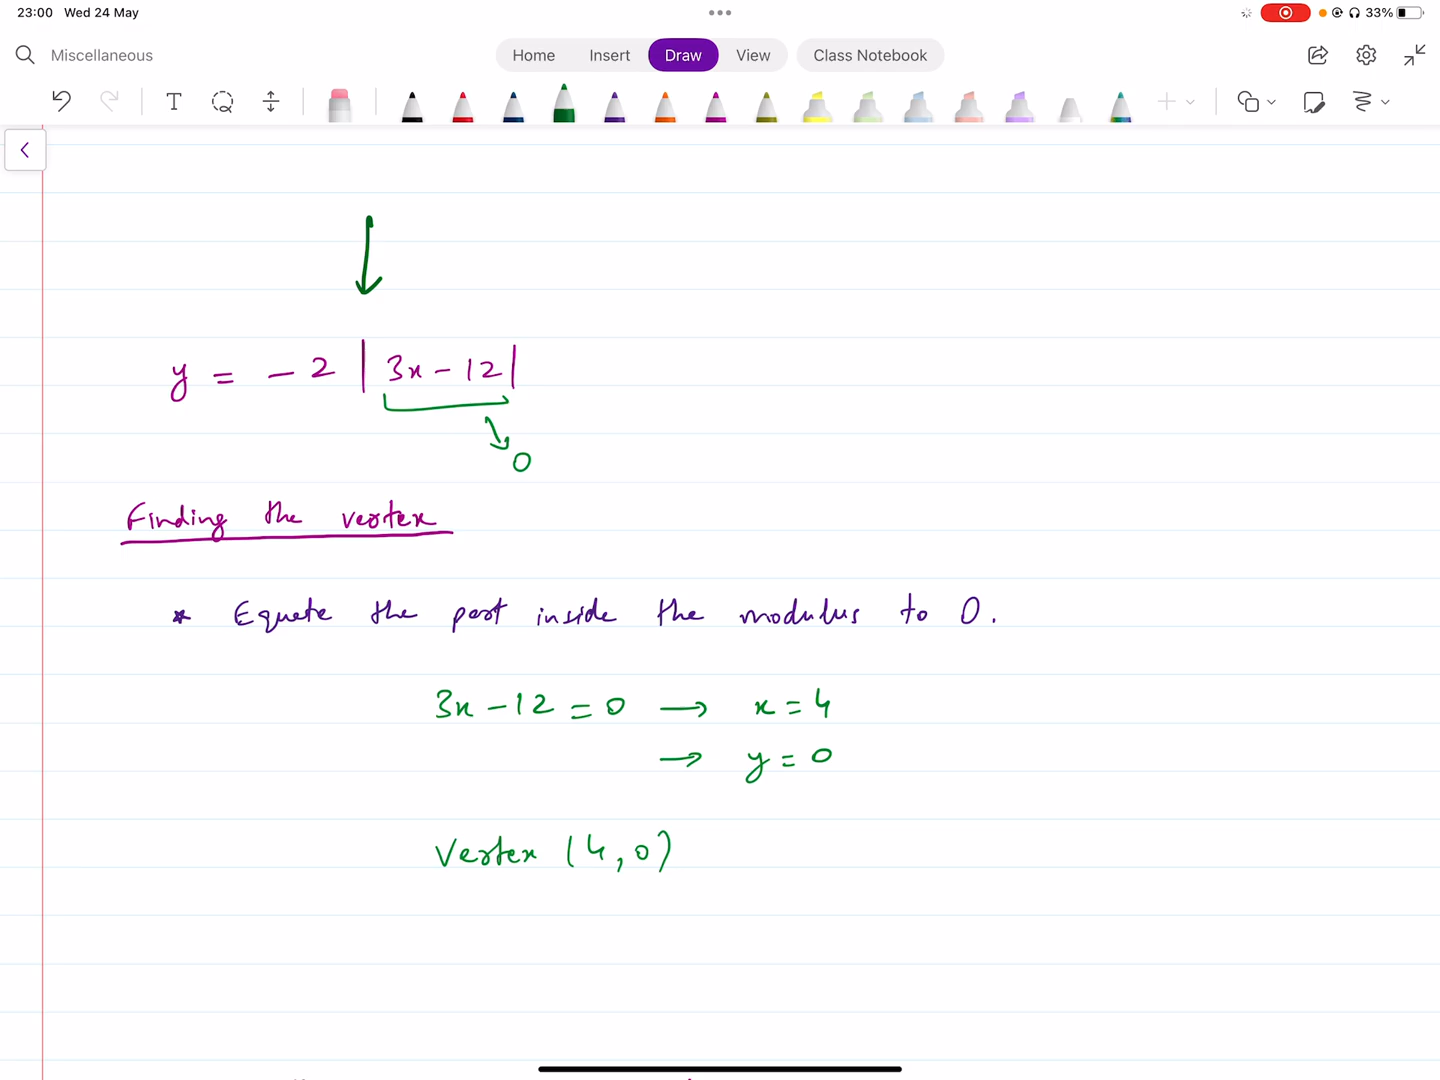 23:00 Wed 24 May
33%
Miscellaneous
Home Insert Draw View Class Notebook
T
y = - 2 | 3x - 12 |
0
Finding the vertex
* Equate the part inside the modulus to 0.
3x - 12 = 0 → x = 4
→ y = 0
Vertex (4, 0)